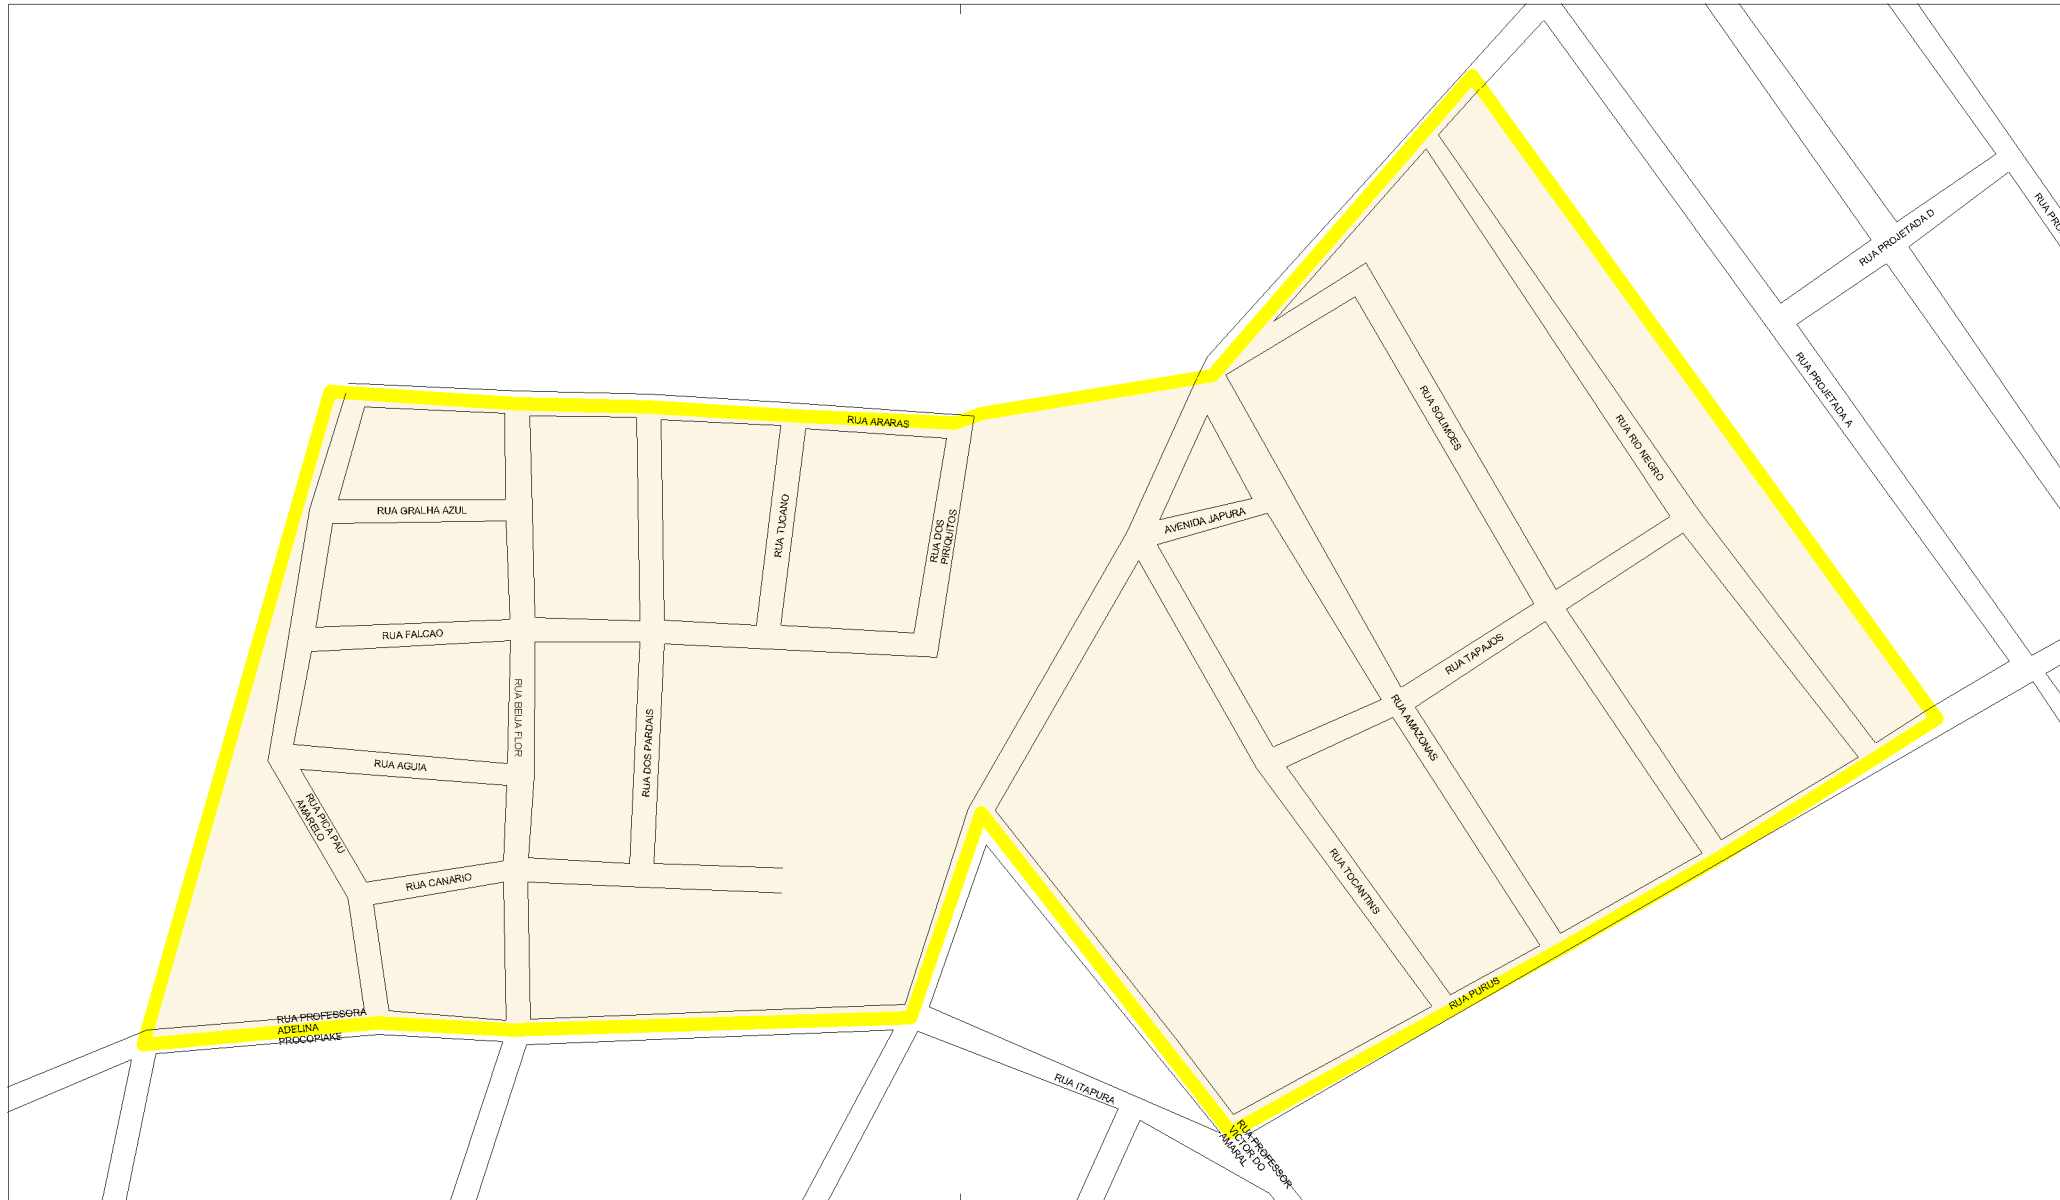 RUA PROJETADA D
RUA PROJETADA A
RUA ARARAS
RUA SOLIMOES
RUA RIO NEGRO
RUA GRALHA AZUL
RUA TUCANO
RUA DOS
PIRIQUITOS
AVENIDA JAPURA
RUA FALCAO
RUA TAPAJOS
RUA BEIJA FLOR
RUA DOS PARDAIS
RUA AMAZONAS
RUA AGUIA
RUA PICA PAU
AMARELO
RUA CANARIO
RUA TOCANTINS
RUA PURUS
RUA PROFESSORA
ADELINA
PROCOPIAKE
RUA ITAPURA
RUA PROFESSOR
VICTOR DO
AMARAL